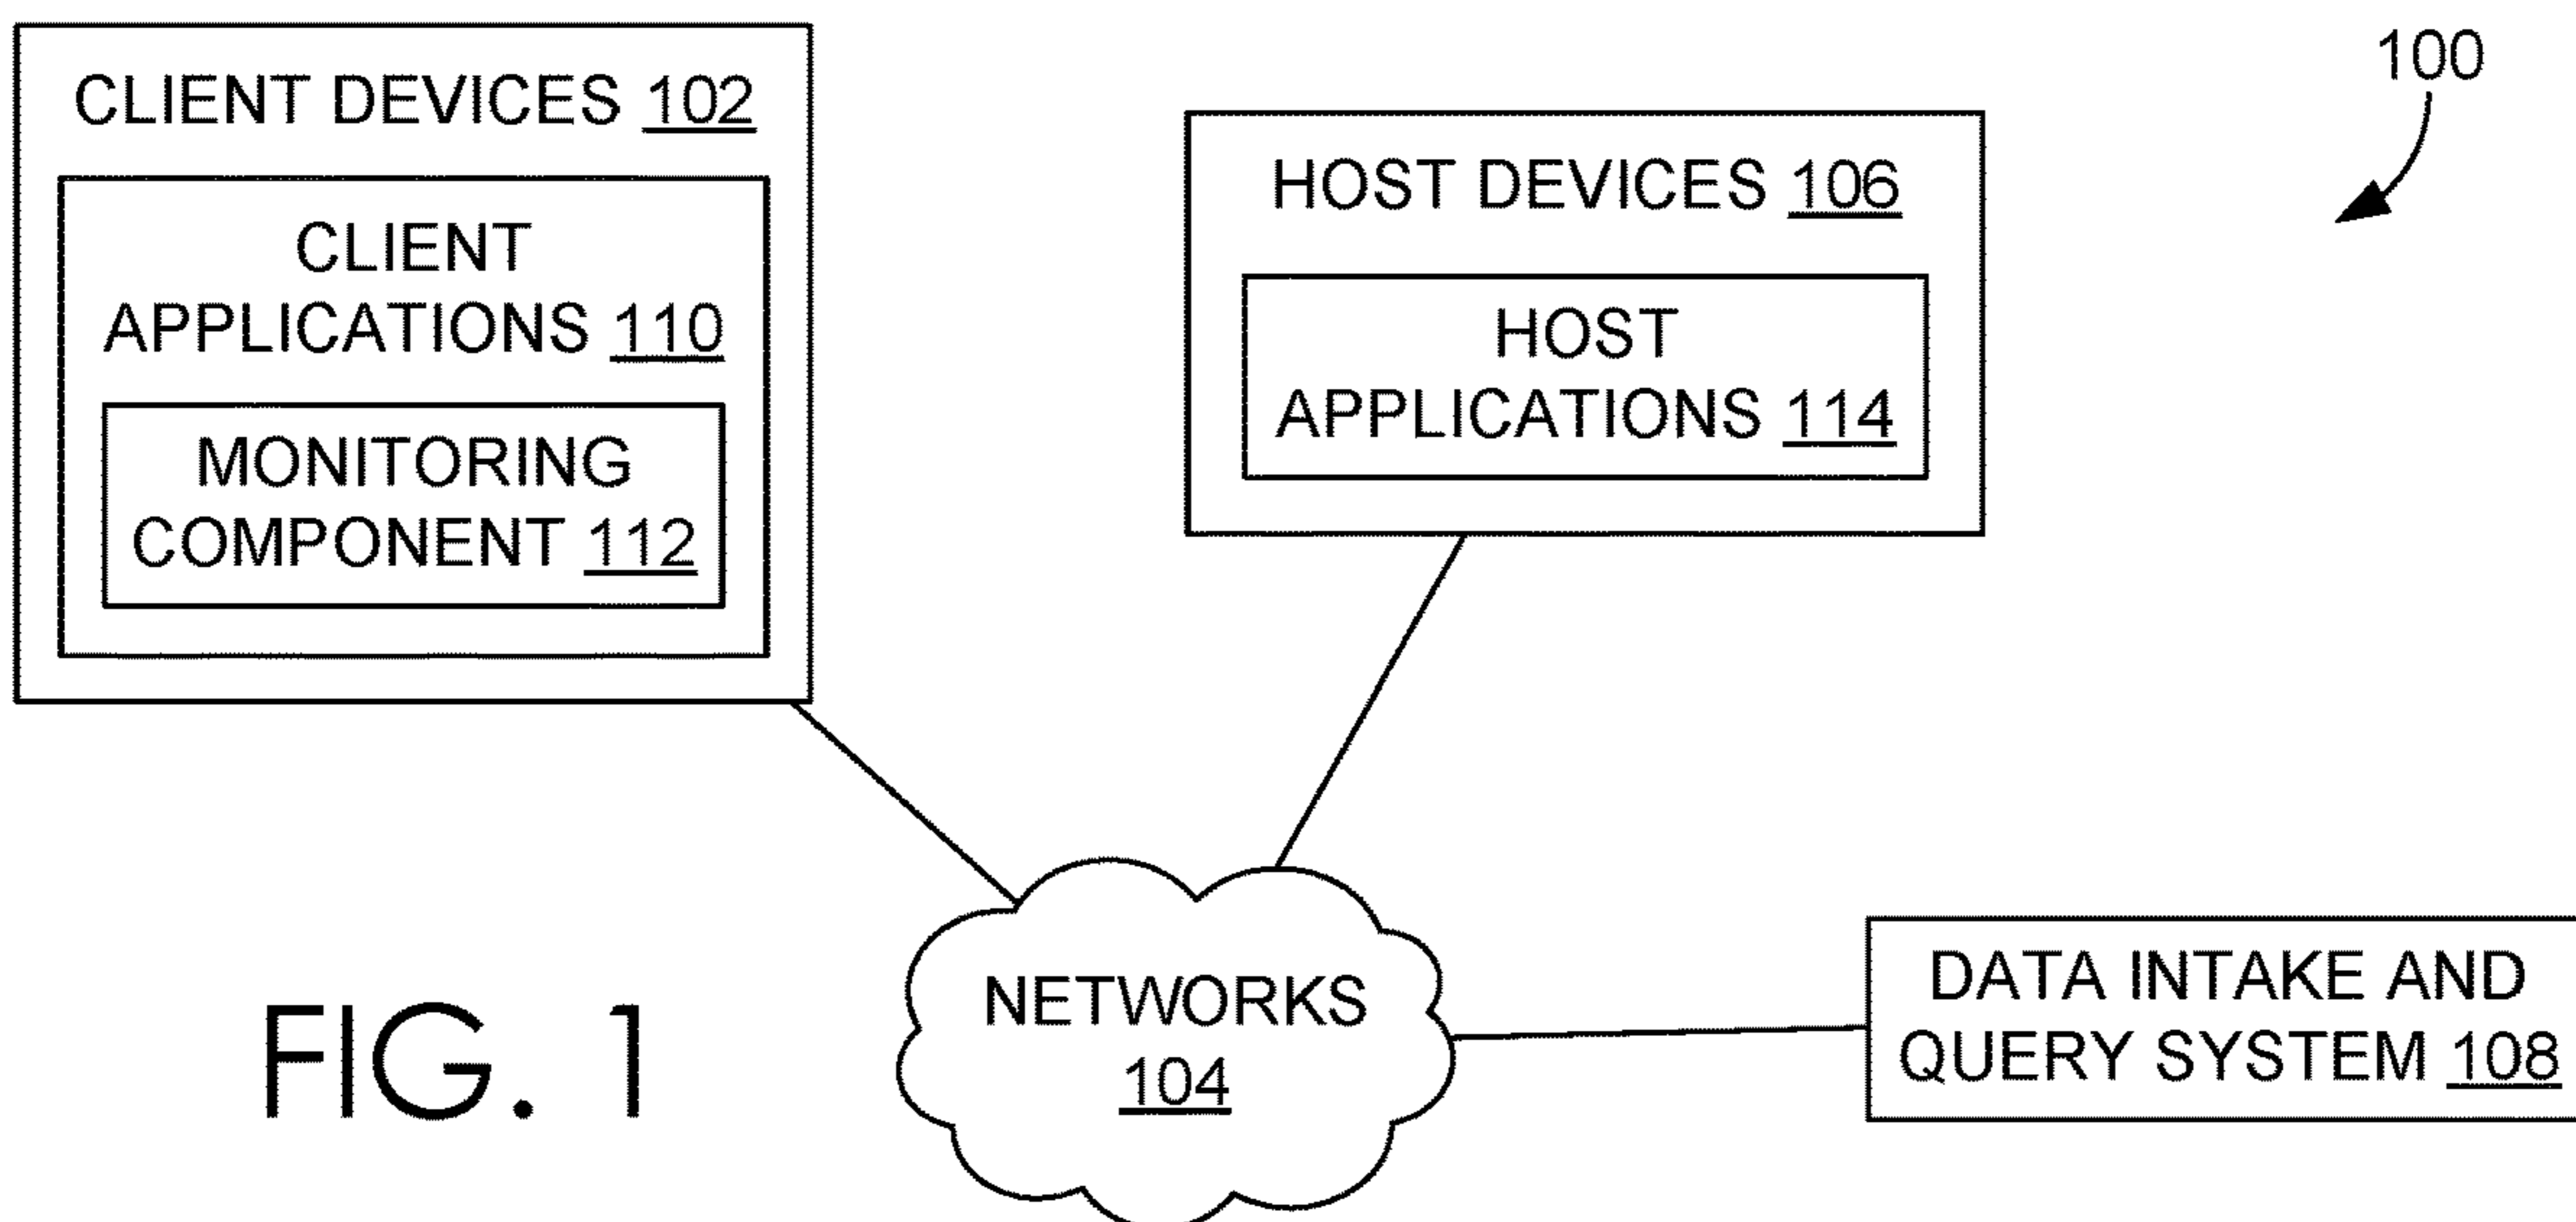 CLIENT DEVICES 102
CLIENT
APPLICATIONS 110
MONITORING
COMPONENT 112
HOST DEVICES 106
HOST
APPLICATIONS 114
100
NETWORKS
104
DATA INTAKE AND
QUERY SYSTEM 108
FIG. 1